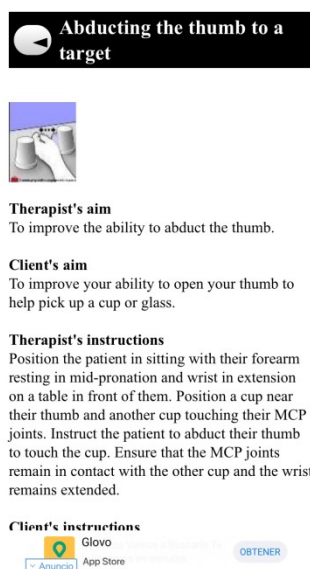 Abducting the thumb to a
target
Therapist's aim
To improve the ability to abduct the thumb.
Client's aim
To improve your ability to open your thumb to
help pick up a cup or glass.
Therapist's instructions
Position the patient in sitting with their forearm
resting in mid-pronation and wrist in extension
on a table in front of them. Position a cup near
their thumb and another cup touching their MCP
joints. Instruct the patient to abduct their thumb
to touch the cup. Ensure that the MCP joints
remain in contact with the other cup and the wrist
remains extended.
Client's instructions
Glovo
Anuncio
App Store
OBTENER